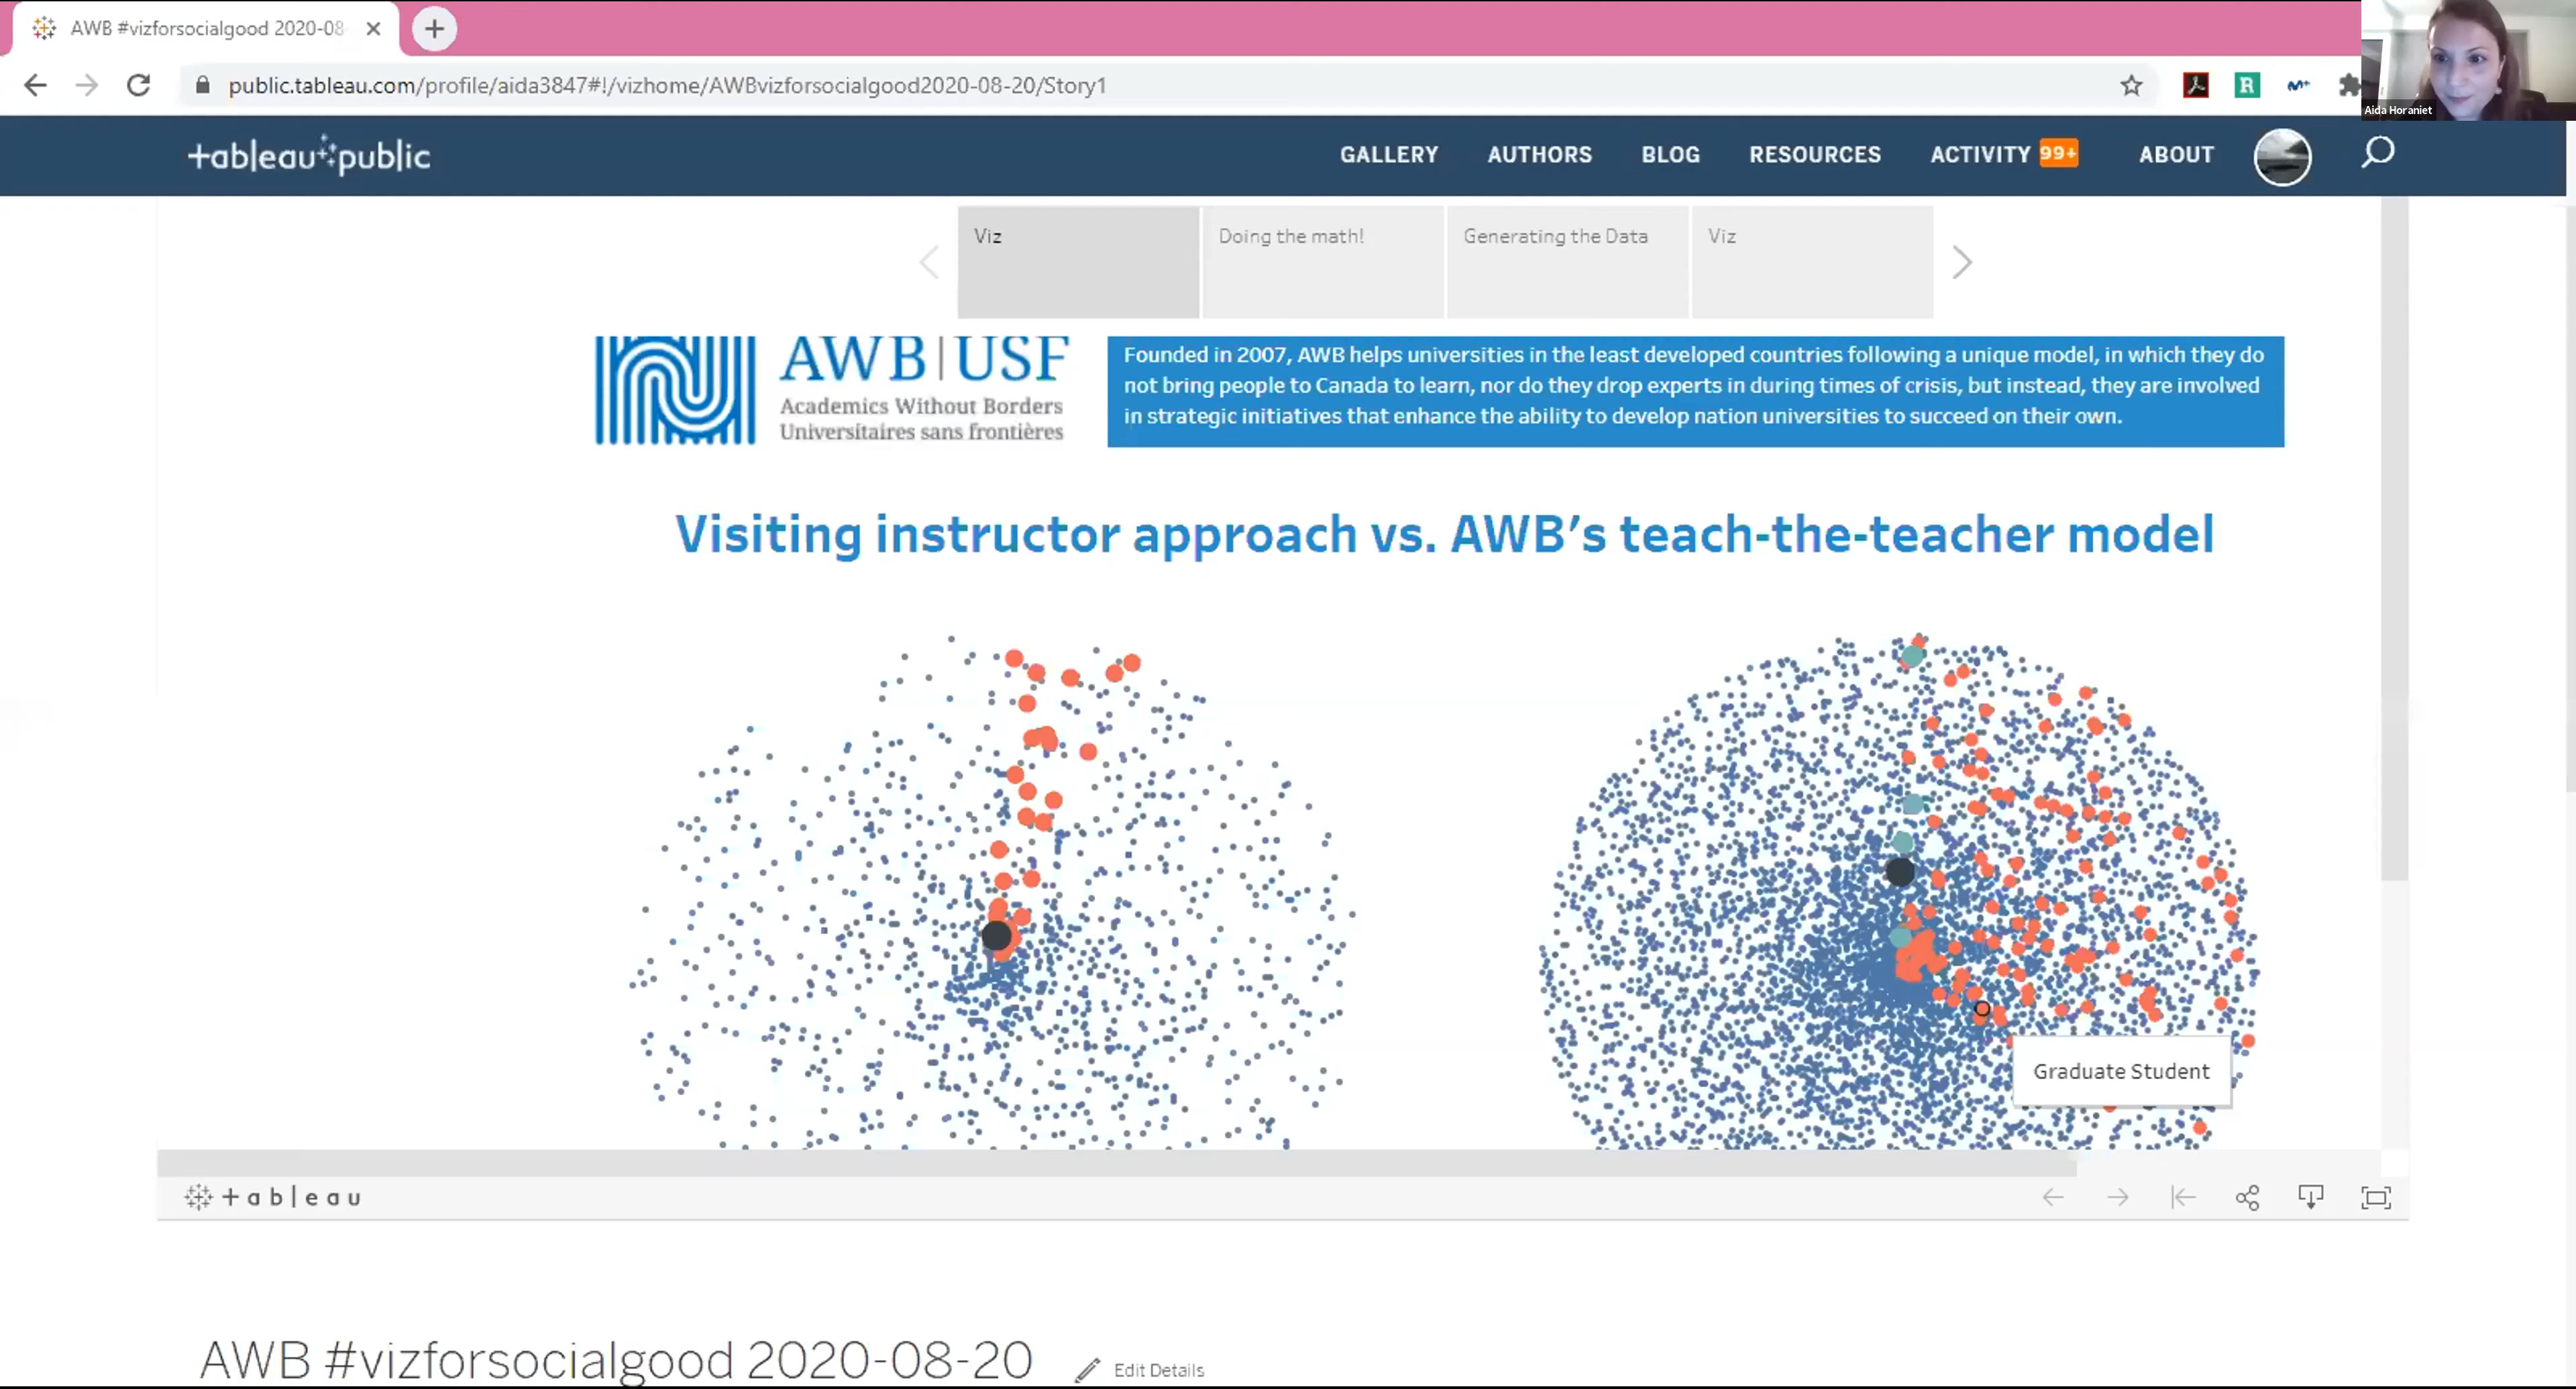 AWB #vizforsocialgood 2020-08
public.tableau.com/profile/aida3847#!/vizhome/AWBvizforsocialgood2020-08-20/Story1
Aida Horaniet
+ableau public
GALLERY AUTHORS BLOG RESOURCES ACTIVITY 99+ ABOUT
Viz Doing the math! Generating the Data Viz
AWB|USF
Academics Without Borders
Universitaires sans frontières
Founded in 2007, AWB helps universities in the least developed countries following a unique model, in which they do
not bring people to Canada to learn, nor do they drop experts in during times of crisis, but instead, they are involved
in strategic initiatives that enhance the ability to develop nation universities to succeed on their own.
Visiting instructor approach vs. AWB's teach-the-teacher model
Graduate Student
+ableau
AWB #vizforsocialgood 2020-08-20
Edit Details